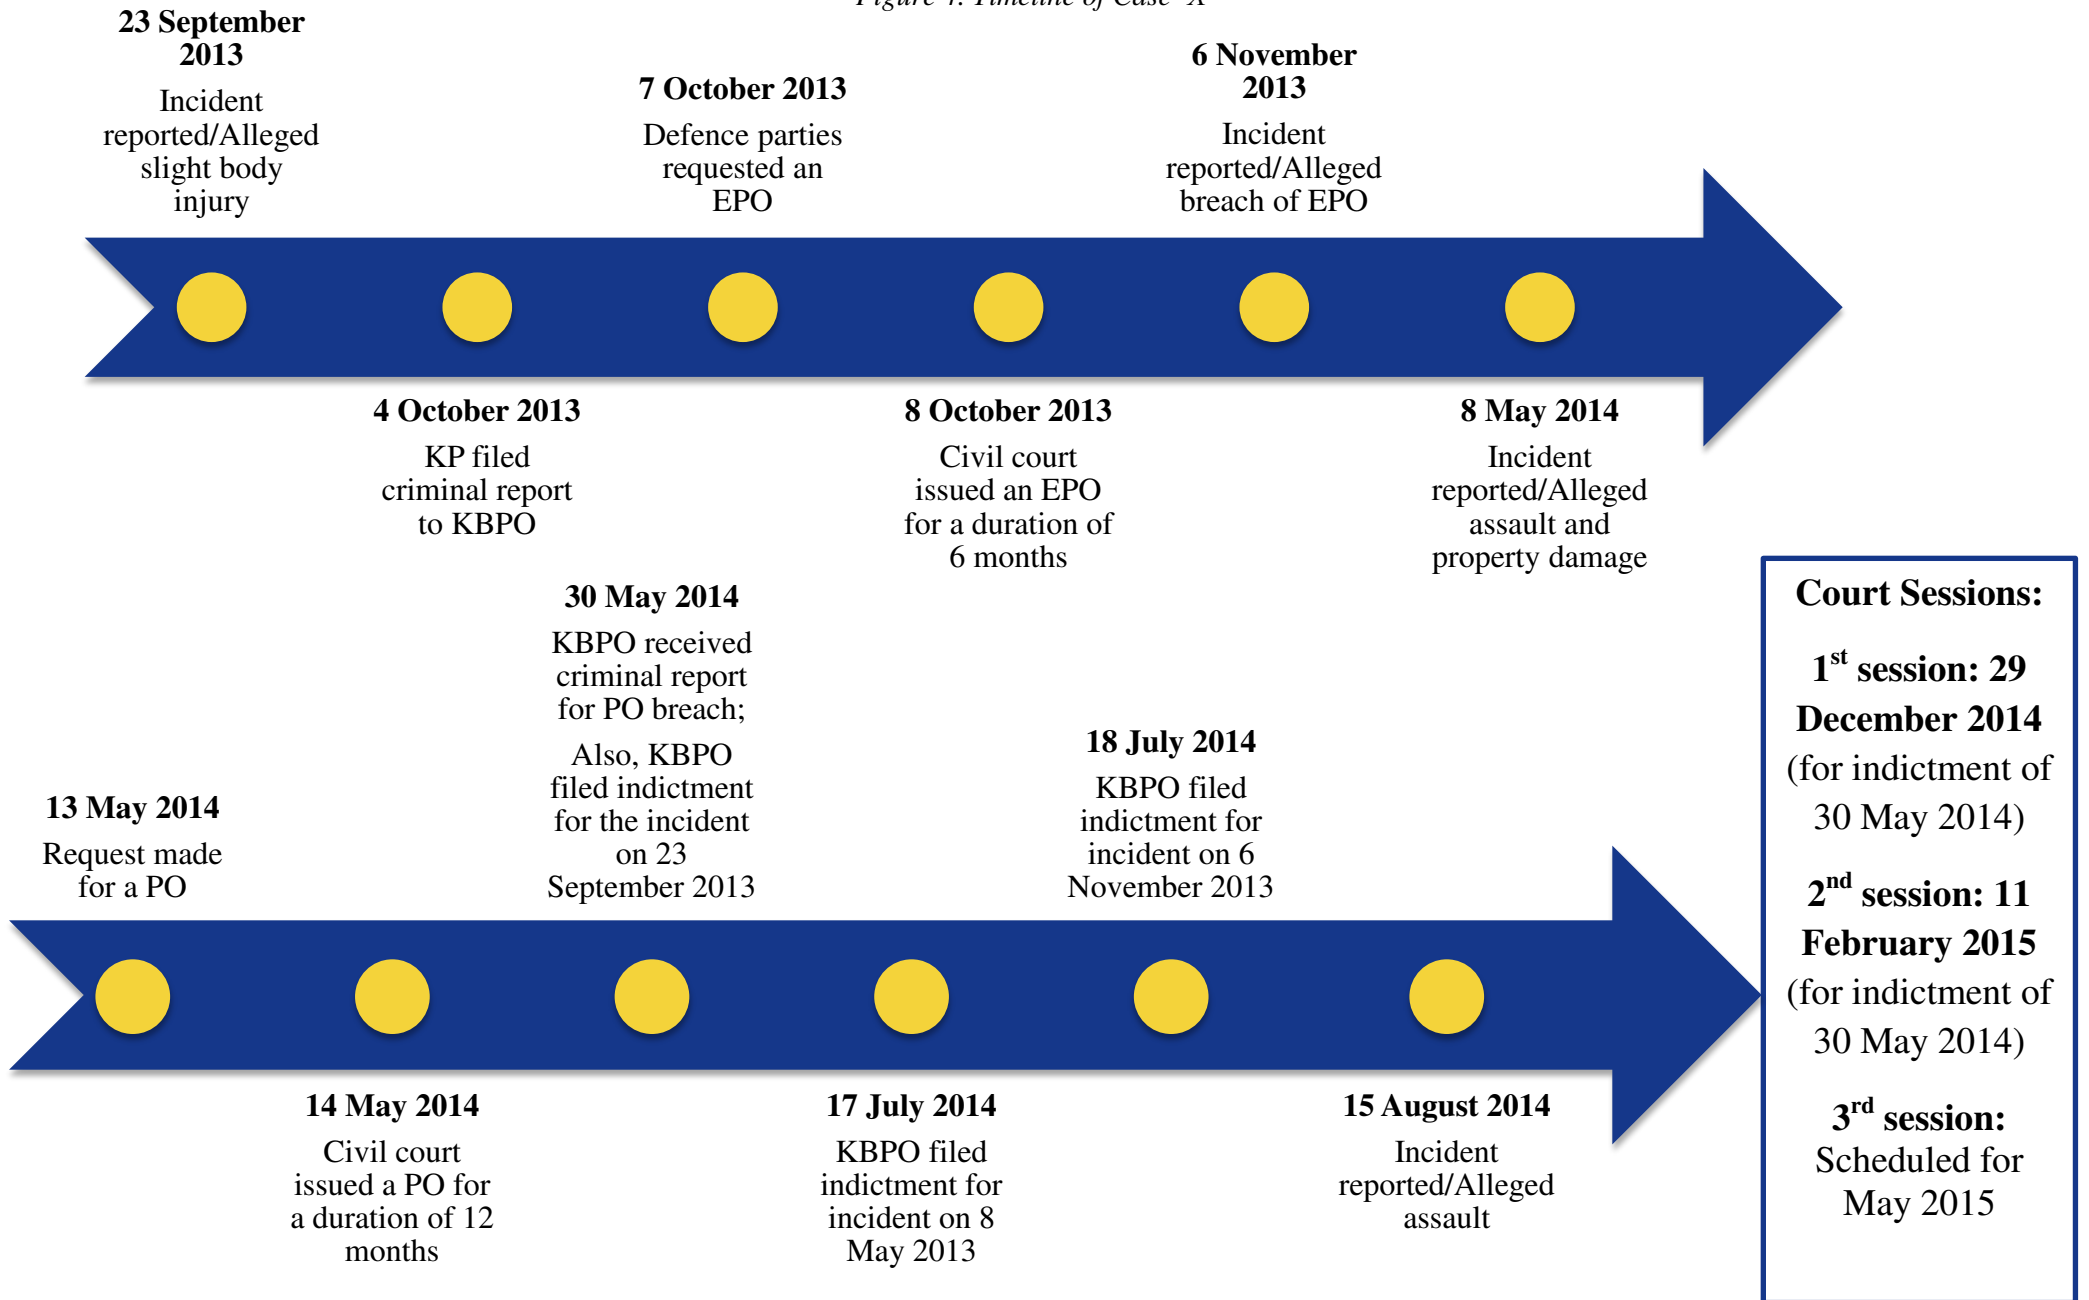 Figure 4: Timeline of Case 'X'
23 September
2013
Incident
reported/Alleged
slight body
injury
4 October 2013
KP filed
criminal report
to KBPO
7 October 2013
Defence parties
requested an
EPO
8 October 2013
Civil court
issued an EPO
for a duration of
6 months
6 November
2013
Incident
reported/Alleged
breach of EPO
8 May 2014
Incident
reported/Alleged
assault and
property damage
13 May 2014
Request made
for a PO
14 May 2014
Civil court
issued a PO for
a duration of 12
months
30 May 2014
KBPO received
criminal report
for PO breach;
Also, KBPO
filed indictment
for the incident
on 23
September 2013
17 July 2014
KBPO filed
indictment for
incident on 8
May 2013
18 July 2014
KBPO filed
indictment for
incident on 6
November 2013
15 August 2014
Incident
reported/Alleged
assault
Court Sessions:
1st session: 29
December 2014
(for indictment of
30 May 2014)
2nd session: 11
February 2015
(for indictment of
30 May 2014)
3rd session:
Scheduled for
May 2015